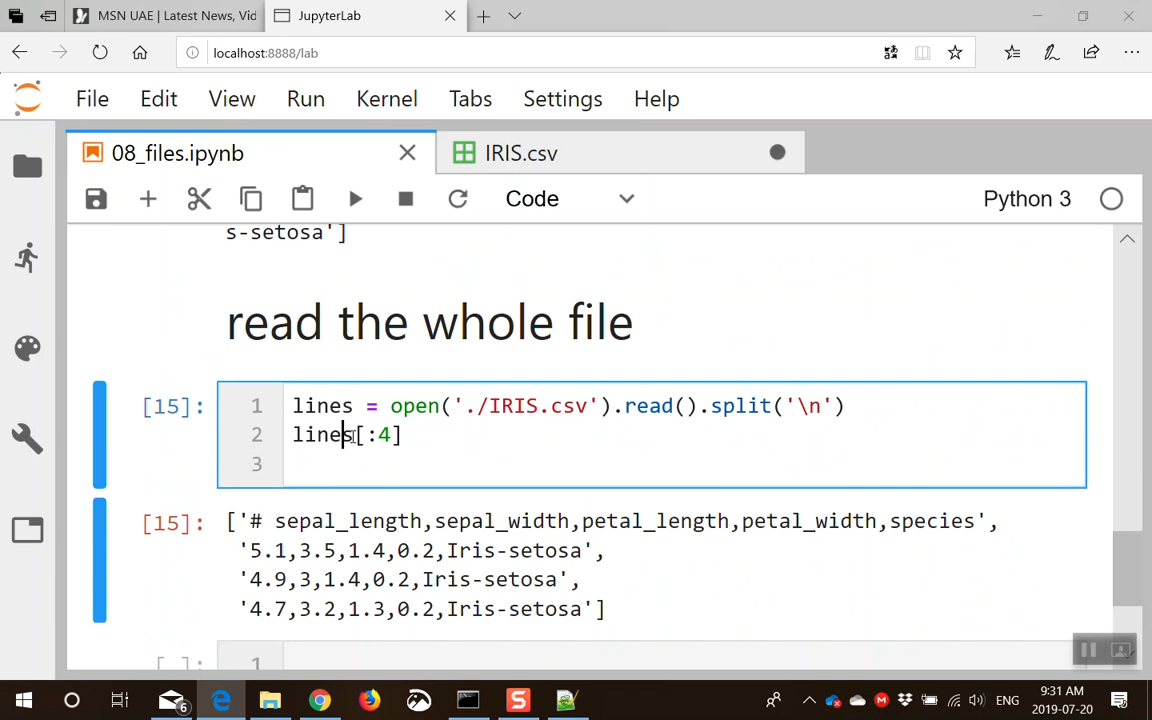 MSN UAE | Latest News, Vid
JupyterLab
localhost:8888/lab
File Edit View Run Kernel Tabs Settings Help
08_files.ipynb
IRIS.csv
Code
Python 3
s-setosa']
read the whole file
[15]:
1 lines = open('./IRIS.csv').read().split('\n')
2 lines[:4]
3
[15]:
['# sepal_length,sepal_width,petal_length,petal_width,species',
'5.1,3.5,1.4,0.2,Iris-setosa',
'4.9,3,1.4,0.2,Iris-setosa',
'4.7,3.2,1.3,0.2,Iris-setosa']
[ ]: 1
6
ENG
9:31 AM
2019-07-20